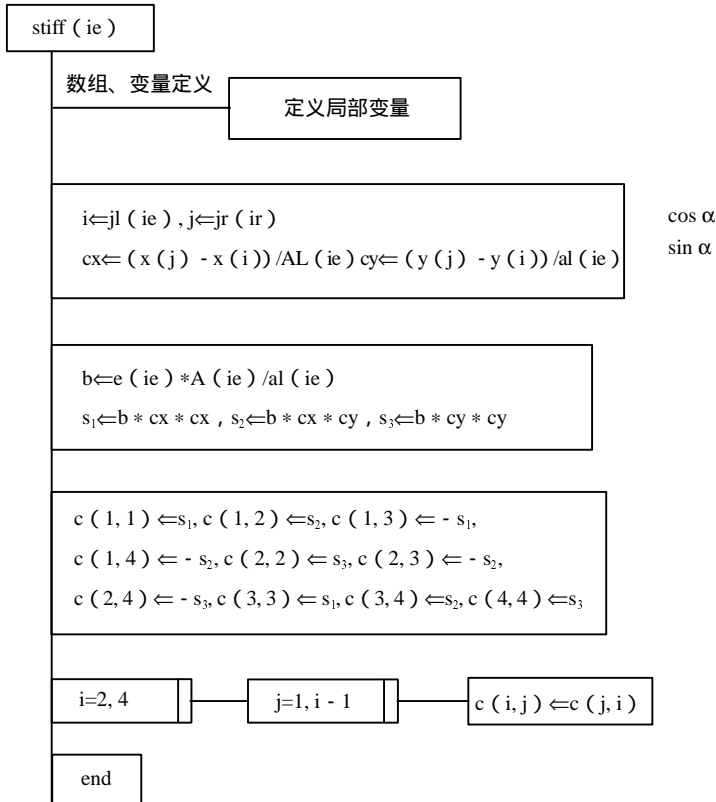 stiff ( ie )
数组、变量定义
定义局部变量
i⇐jl ( ie ) , j⇐jr ( ir )
cos α
cx⇐ ( x ( j ) - x ( i ) ) /AL ( ie ) cy⇐ ( y ( j ) - y ( i ) ) /al ( ie )
sin α
b⇐e ( ie ) *A ( ie ) /al ( ie )
s₁⇐b * cx * cx , s₂⇐b * cx * cy , s₃⇐b * cy * cy
c ( 1, 1 ) ⇐s₁, c ( 1, 2 ) ⇐s₂, c ( 1, 3 ) ⇐ - s₁,
c ( 1, 4 ) ⇐ - s₂, c ( 2, 2 ) ⇐ s₃, c ( 2, 3 ) ⇐ - s₂,
c ( 2, 4 ) ⇐ - s₃, c ( 3, 3 ) ⇐ s₁, c ( 3, 4 ) ⇐s₂, c ( 4, 4 ) ⇐s₃
i=2, 4
j=1, i - 1
c ( i, j ) ⇐c ( j, i )
end